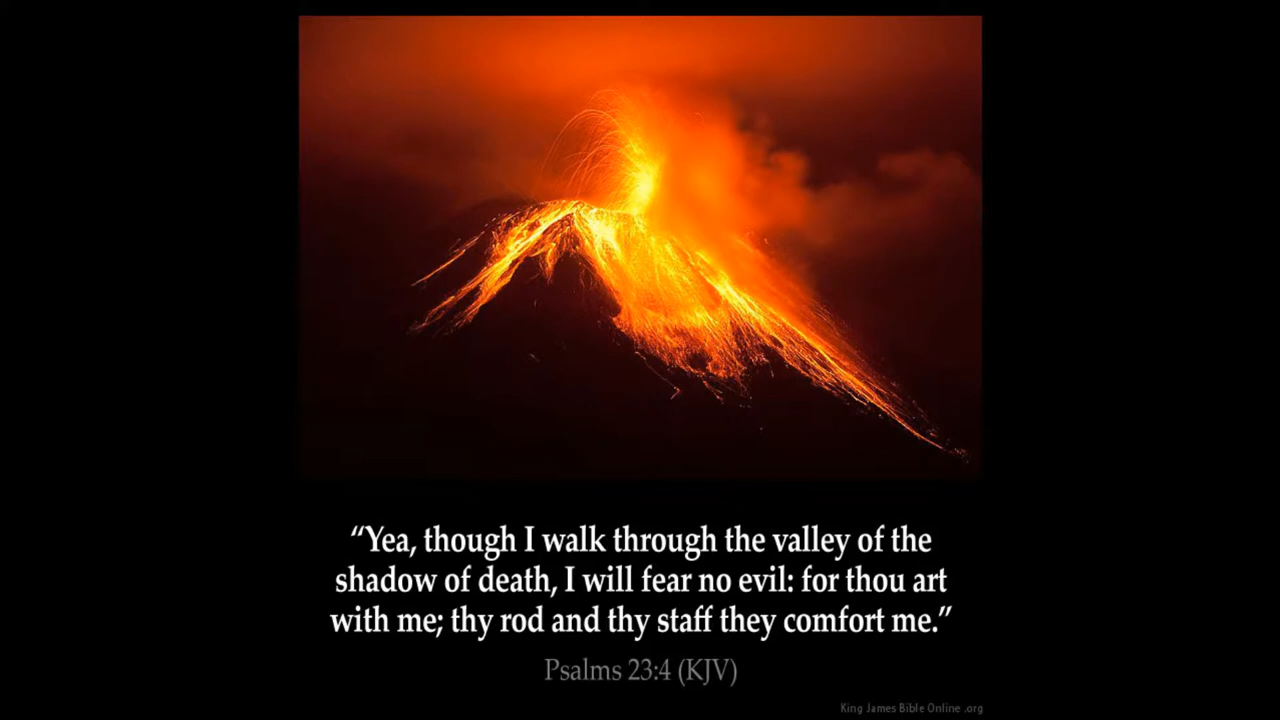 “Yea, though I walk through the valley of the
shadow of death, I will fear no evil: for thou art
with me; thy rod and thy staff they comfort me.”
Psalms 23:4 (KJV)
King James Bible Online .org